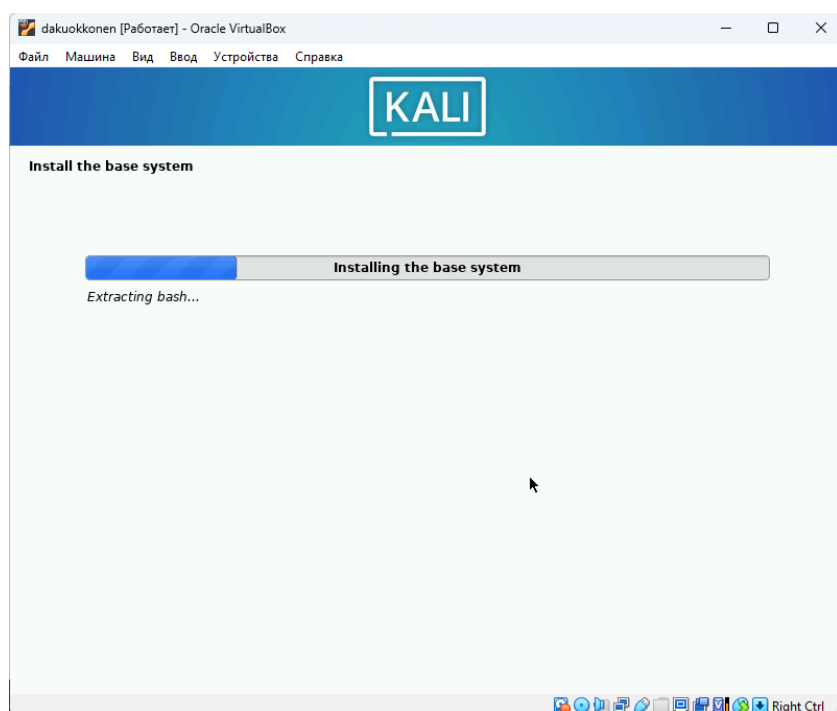 dakuokkonen [Работает] - Oracle VirtualBox
Файл Машина Вид Ввод Устройства Справка
KALI
Install the base system
Installing the base system
Extracting bash...
Right Ctrl